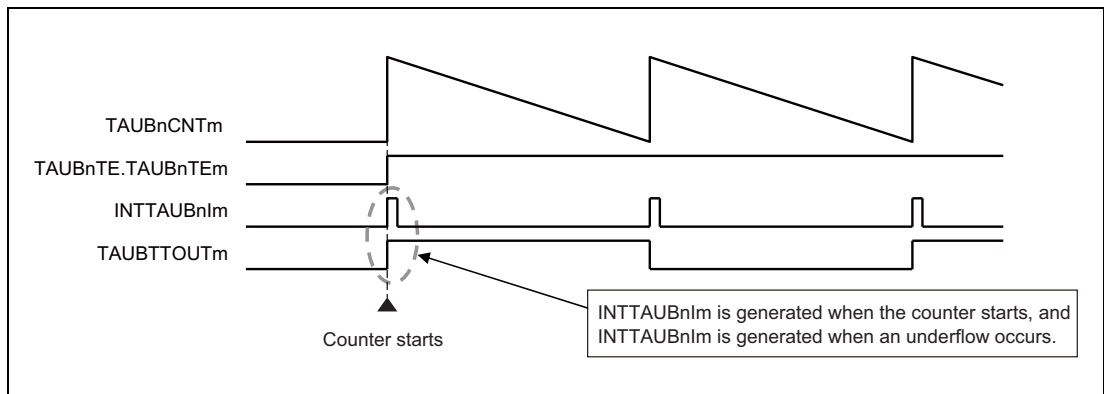 TAUBnCNTm
TAUBnTE.TAUBnTEm
INTTAUBnIm
TAUBTTOUTm
Counter starts
INTTAUBnIm is generated when the counter starts, and
INTTAUBnIm is generated when an underflow occurs.